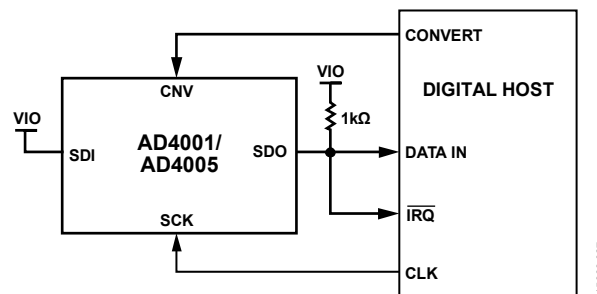 CONVERT
VIO
CNV
DIGITAL HOST
VIO
1kΩ
AD4001/
AD4005
SDI
SDO
DATA IN
IRQ
SCK
CLK